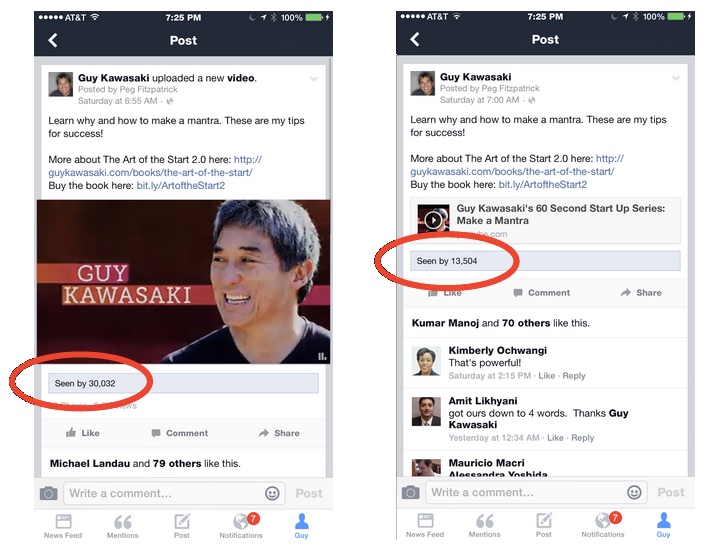 AT&T
7:25 PM
100%
Post
Guy Kawasaki uploaded a new video.
Posted by Peg Fitzpatrick
Saturday at 6:55 AM ·
Learn why and how to make a mantra. These are my tips
for success!
More about The Art of the Start 2.0 here: http://
guykawasaki.com/books/the-art-of-the-start/
Buy the book here: bit.ly/ArtoftheStart2
GUY
KAWASAKI
Seen by 30,032
Like
Comment
Share
Michael Landau and 79 others like this.
Write a comment...
Post
News Feed
Mentions
Post
7
Notifications
Guy
AT&T
7:25 PM
100%
Post
Guy Kawasaki
Posted by Peg Fitzpatrick
Saturday at 7:00 AM ·
Learn why and how to make a mantra. These are my tips
for success!
More about The Art of the Start 2.0 here: http://
guykawasaki.com/books/the-art-of-the-start/
Buy the book here: bit.ly/ArtoftheStart2
Guy Kawasaki's 60 Second Start Up Series:
Make a Mantra
Seen by 13,504
Like
Comment
Share
Kumar Manoj and 70 others like this.
Kimberly Ochwangi
That's powerful!
Saturday at 2:15 PM · Like · Reply
Amit Likhyani
got ours down to 4 words. Thanks Guy
Kawasaki
Yesterday at 12:34 AM · Like · Reply
Mauricio Macri
Alessandra Yoshida
Write a comment...
Post
News Feed
Mentions
Post
7
Notifications
Guy